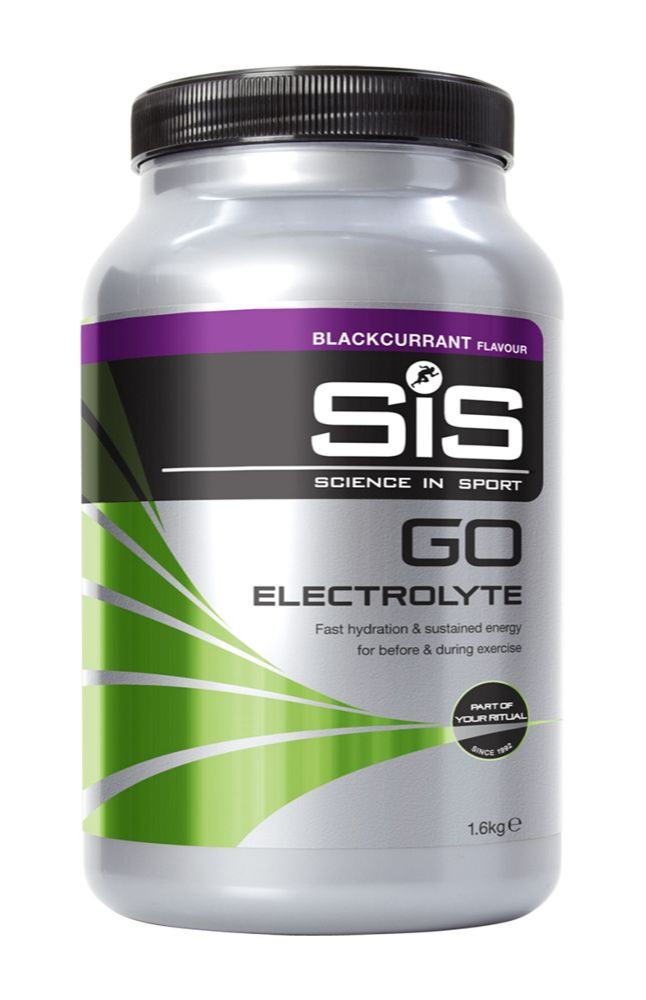 BLACKCURRANT FLAVOUR
SiS
SCIENCE IN SPORT
GO
ELECTROLYTE
Fast hydration & sustained energy
for before & during exercise
PART OF
YOUR RITUAL
SINCE 1992
1.6kg℮